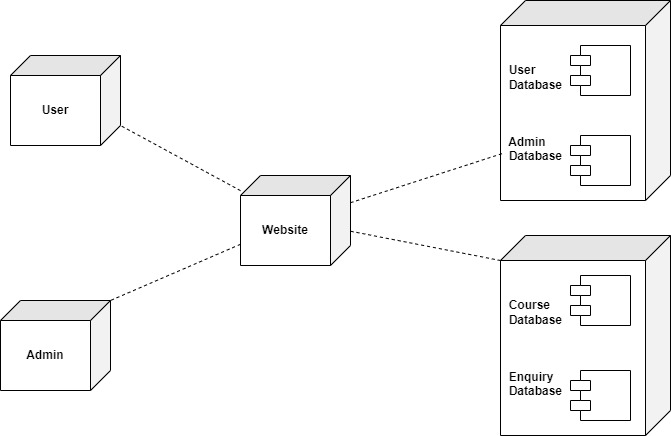 User
User
Database
Admin
Database
Website
Course
Database
Admin
Enquiry
Database